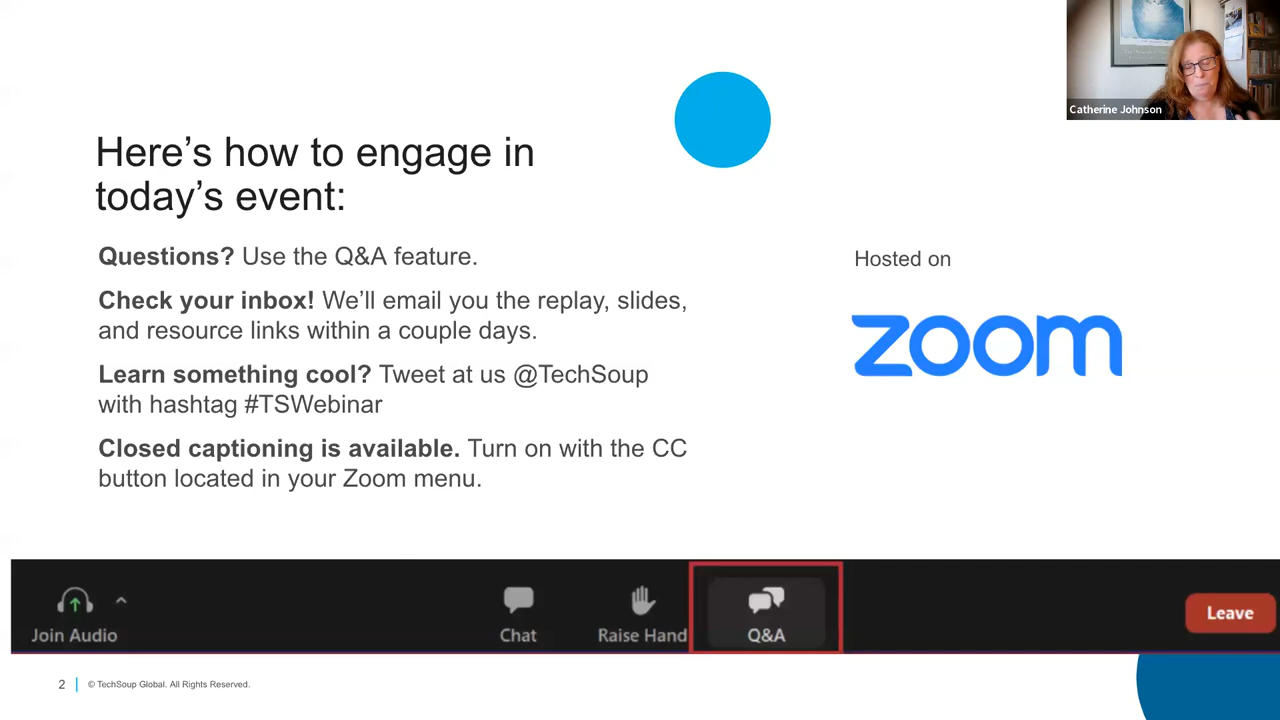 Catherine Johnson
Here’s how to engage in
today’s event:
Questions? Use the Q&A feature.
Check your inbox! We’ll email you the replay, slides,
and resource links within a couple days.
Learn something cool? Tweet at us @TechSoup
with hashtag #TSWebinar
Closed captioning is available. Turn on with the CC
button located in your Zoom menu.
Hosted on
zoom
Join Audio
Chat
Raise Hand
Q&A
Leave
2
© TechSoup Global. All Rights Reserved.